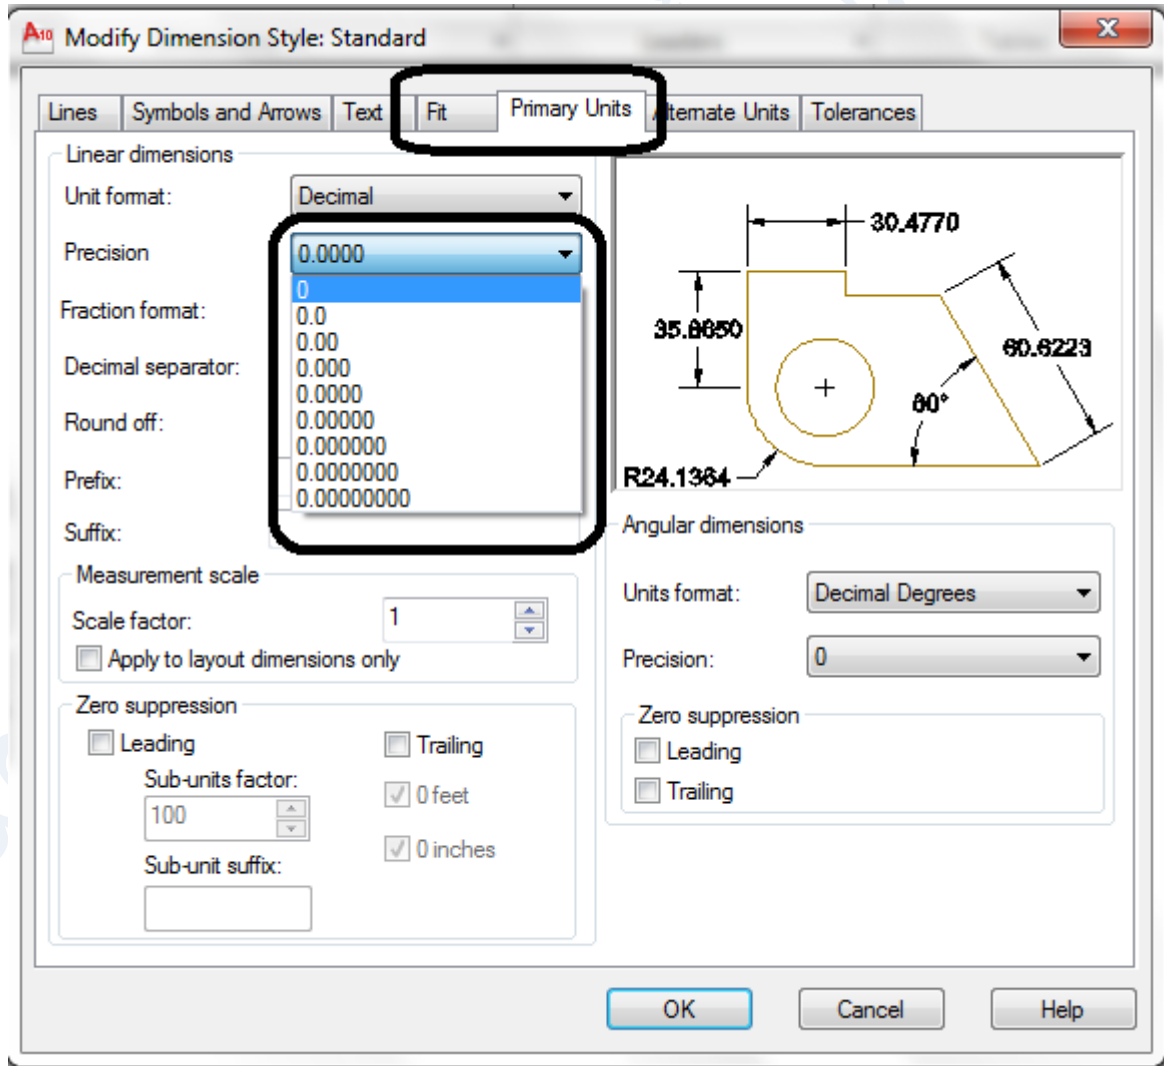 A10 Modify Dimension Style: Standard
X
Lines Symbols and Arrows Text Fit Primary Units Alternate Units Tolerances
Linear dimensions
Unit format: Decimal
Precision 0.0000
0
0.0
0.00
0.000
0.0000
0.00000
0.000000
0.0000000
0.00000000
Fraction format:
Decimal separator:
Round off:
Prefix:
Suffix:
Measurement scale
Scale factor: 1
Apply to layout dimensions only
Zero suppression
Leading Trailing
Sub-units factor:
100
0 feet
0 inches
Sub-unit suffix:
30.4770
35.8650
60.6223
60°
R24.1364
Angular dimensions
Units format: Decimal Degrees
Precision: 0
Zero suppression
Leading
Trailing
OK Cancel Help